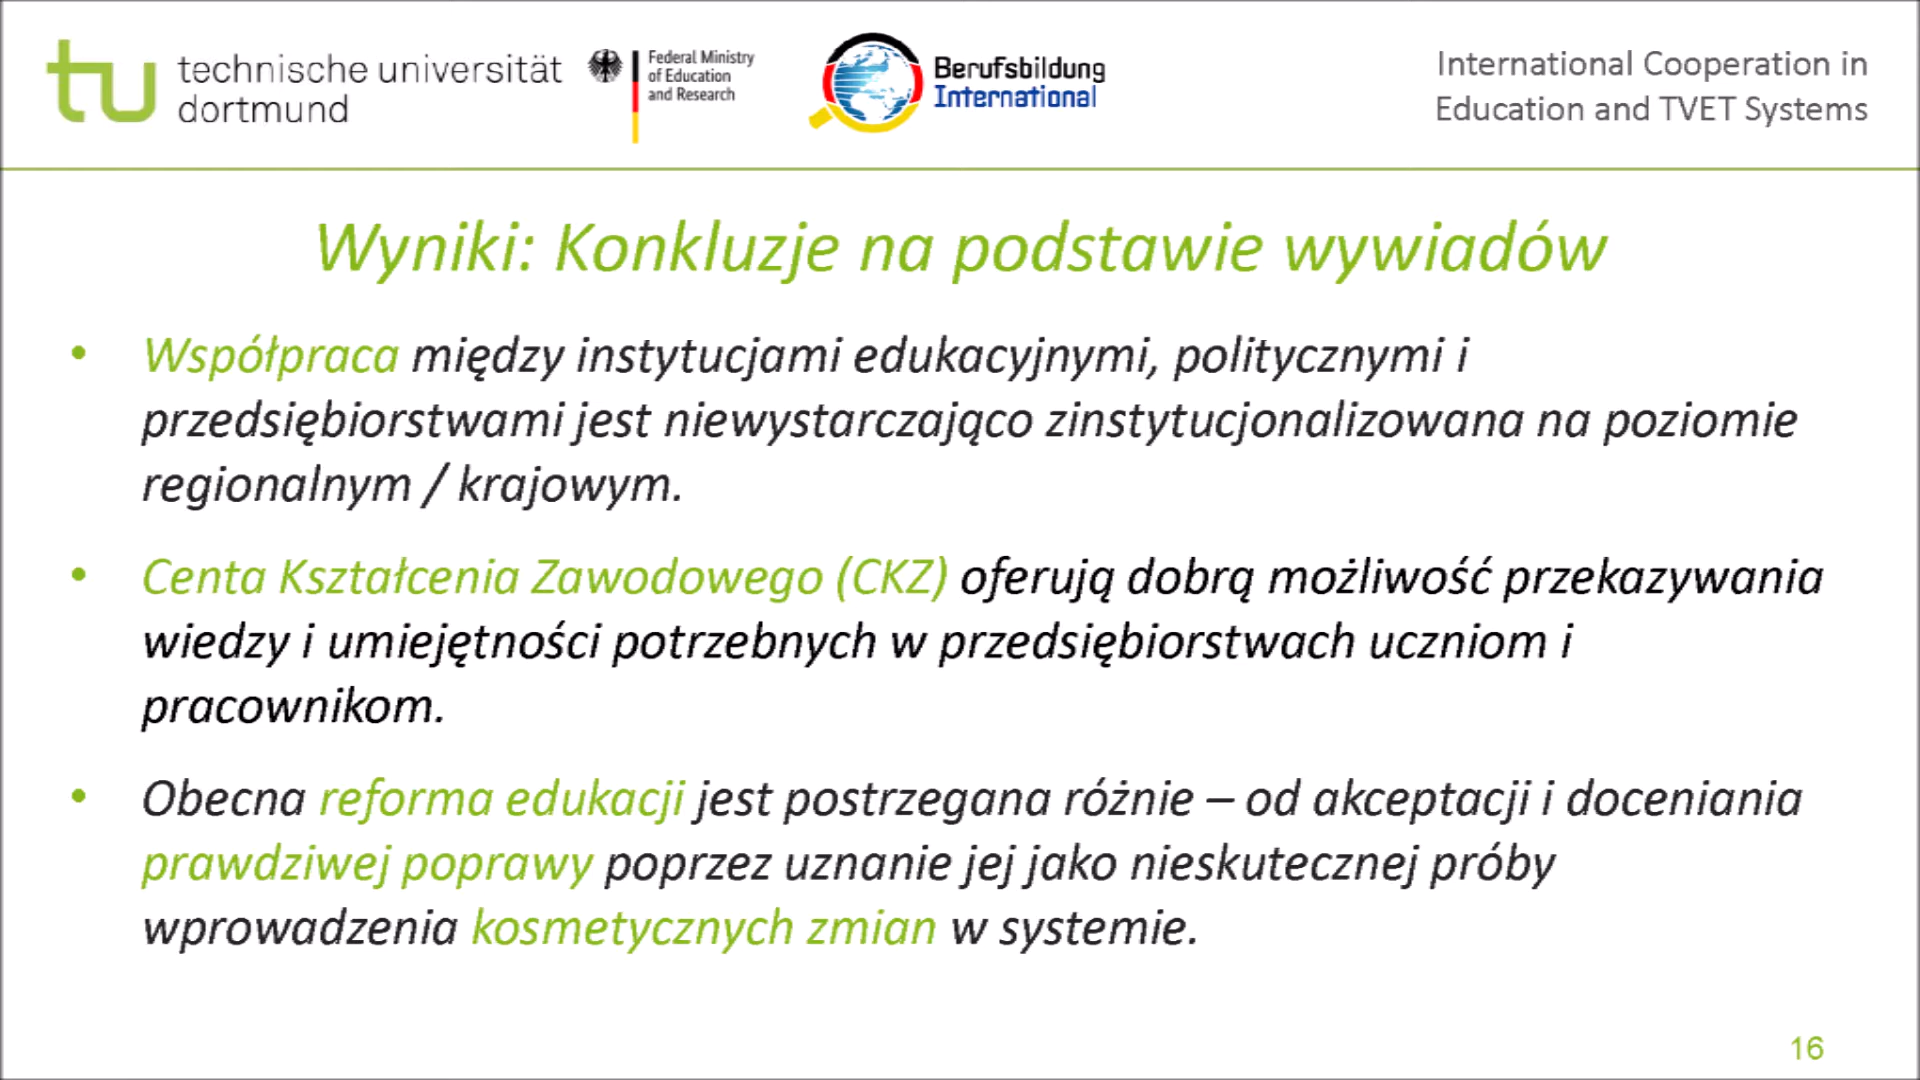 tu technische universität
dortmund
Federal Ministry
of Education
and Research
Berufsbildung
International
International Cooperation in
Education and TVET Systems
Wyniki: Konkluzje na podstawie wywiadów
• Współpraca między instytucjami edukacyjnymi, politycznymi i
przedsiębiorstwami jest niewystarczająco zinstytucjonalizowana na poziomie
regionalnym / krajowym.
• Centa Kształcenia Zawodowego (CKZ) oferują dobrą możliwość przekazywania
wiedzy i umiejętności potrzebnych w przedsiębiorstwach uczniom i
pracownikom.
• Obecna reforma edukacji jest postrzegana różnie – od akceptacji i doceniania
prawdziwej poprawy poprzez uznanie jej jako nieskutecznej próby
wprowadzenia kosmetycznych zmian w systemie.
16